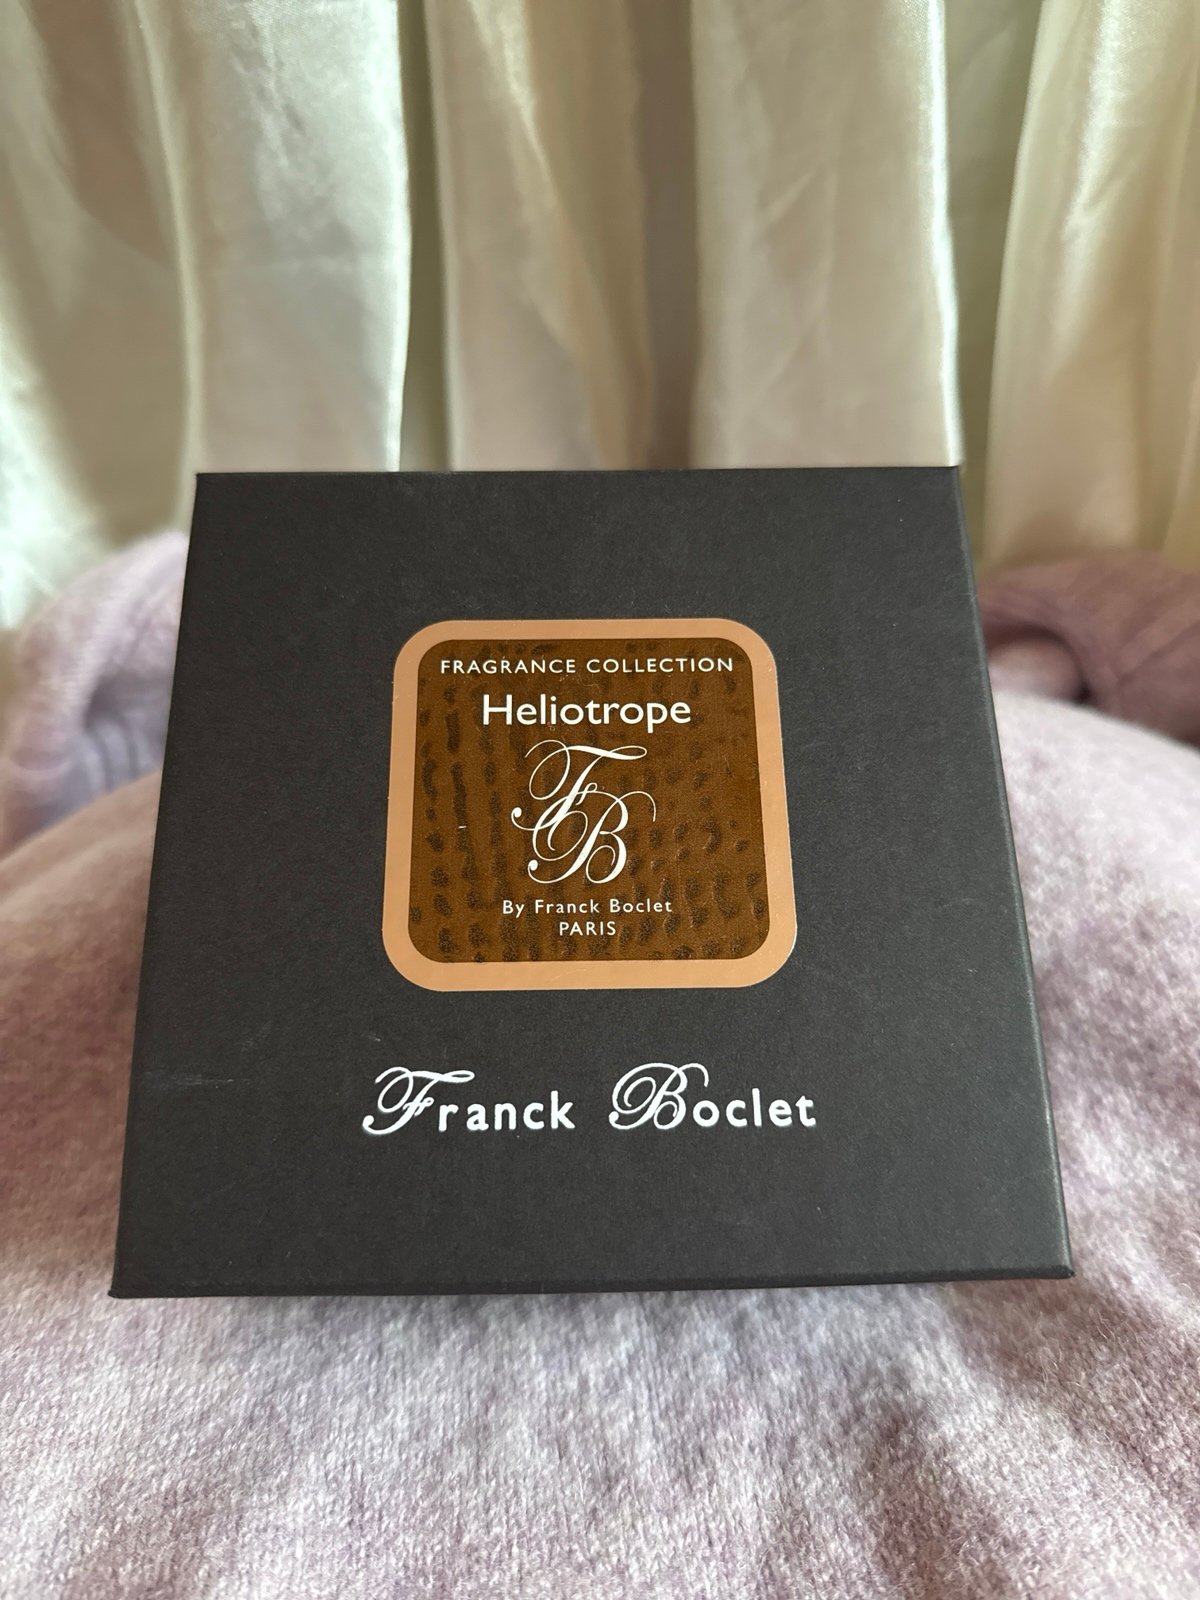 FRAGRANCE COLLECTION
Heliotrope
FB
By Franck Boclet
PARIS
Franck Boclet